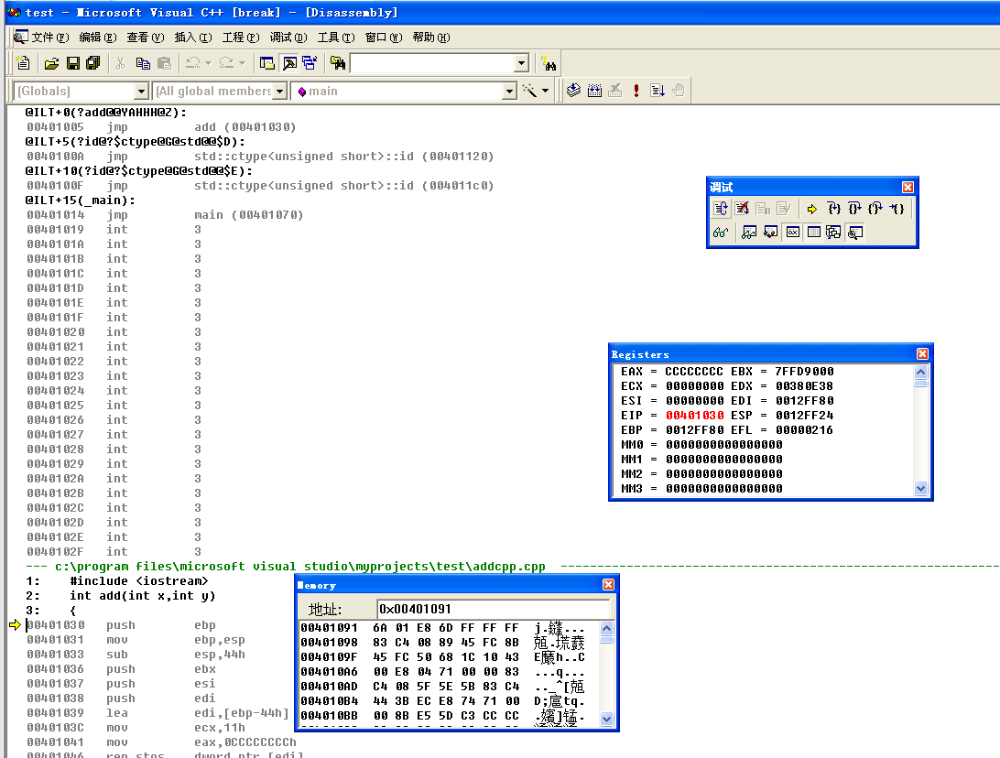 test - Microsoft Visual C++ [break] - [Disassembly]
文件(F) 编辑(E) 查看(V) 插入(I) 工程(P) 调试(D) 工具(T) 窗口(W) 帮助(H)
(Globals) (All global members main
@ILT+0(?add@@YAHHH@Z):
00401005 jmp add (00401030)
@ILT+5(?id@?$ctype@G@std@@$D):
0040100A jmp std::ctype<unsigned short>::id (00401120)
@ILT+10(?id@?$ctype@G@std@@$E):
0040100F jmp std::ctype<unsigned short>::id (004011c0)
@ILT+15(_main):
00401014 jmp main (00401070)
00401019 int 3
0040101A int 3
0040101B int 3
0040101C int 3
0040101D int 3
0040101E int 3
0040101F int 3
00401020 int 3
00401021 int 3
00401022 int 3
00401023 int 3
00401024 int 3
00401025 int 3
00401026 int 3
00401027 int 3
00401028 int 3
00401029 int 3
0040102A int 3
0040102B int 3
0040102C int 3
0040102D int 3
0040102E int 3
0040102F int 3
--- c:\program files\microsoft visual studio\myprojects\test\addcpp.cpp
1: #include <iostream>
2: int add(int x,int y)
3: {
00401030 push ebp
00401031 mov ebp,esp
00401033 sub esp,44h
00401036 push ebx
00401037 push esi
00401038 push edi
00401039 lea edi,[ebp-44h]
0040103C mov ecx,11h
00401041 mov eax,0CCCCCCCCh
00401046 rep stos dword ptr [edi]
调试
Registers
EAX = CCCCCCCC EBX = 7FFD9000
ECX = 00000000 EDX = 00380E38
ESI = 00000000 EDI = 0012FF80
EIP = 00401030 ESP = 0012FF24
EBP = 0012FF80 EFL = 00000216
MM0 = 0000000000000000
MM1 = 0000000000000000
MM2 = 0000000000000000
MM3 = 0000000000000000
Memory
地址: 0x00401091
00401091 6A 01 E8 6D FF FF FF j.鑝...
00401098 83 C4 08 89 45 FC 8B
0040109F 45 FC 50 68 1C 10 43 h..C
004010A6 00 E8 04 71 00 00 83 ...q...
004010AD C4 08 5F 5E 5B 83 C4 .._^[
004010B4 44 3B EC E8 74 71 00 D; tq.
004010BB 00 8B E5 5D C3 CC CC